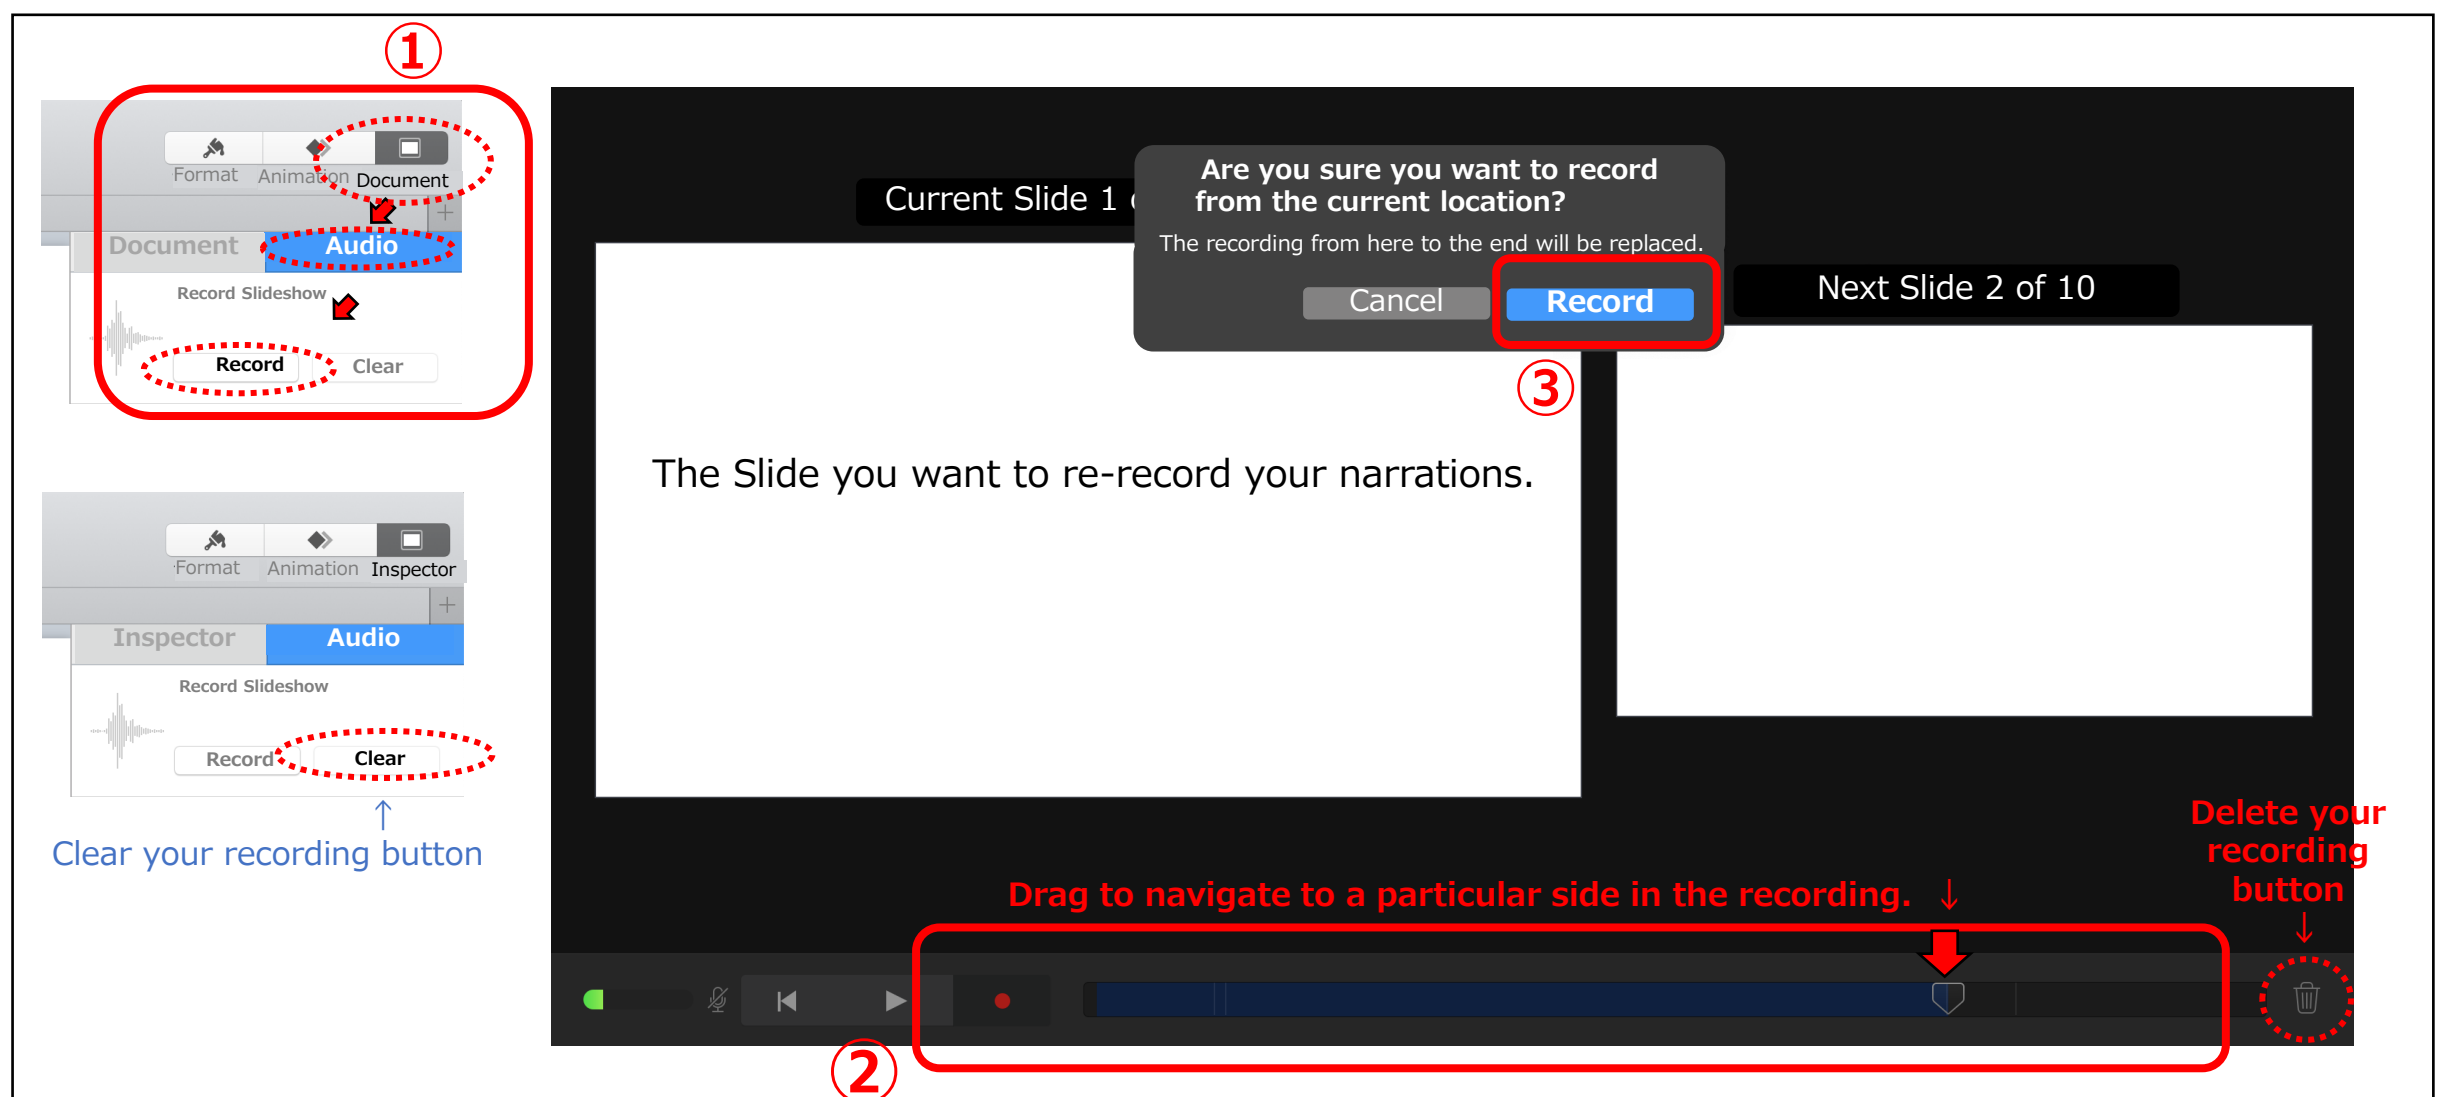 ①
Format Animation Document
+
Document Audio
Record Slideshow
Record Clear
Format Animation Inspector
+
Inspector Audio
Record Slideshow
Record Clear
↑
Clear your recording button
Current Slide 1
Are you sure you want to record
from the current location?
The recording from here to the end will be replaced.
Cancel Record
③
Next Slide 2 of 10
The Slide you want to re-record your narrations.
Drag to navigate to a particular side in the recording. ↓
Delete your
recording
button
↓
②